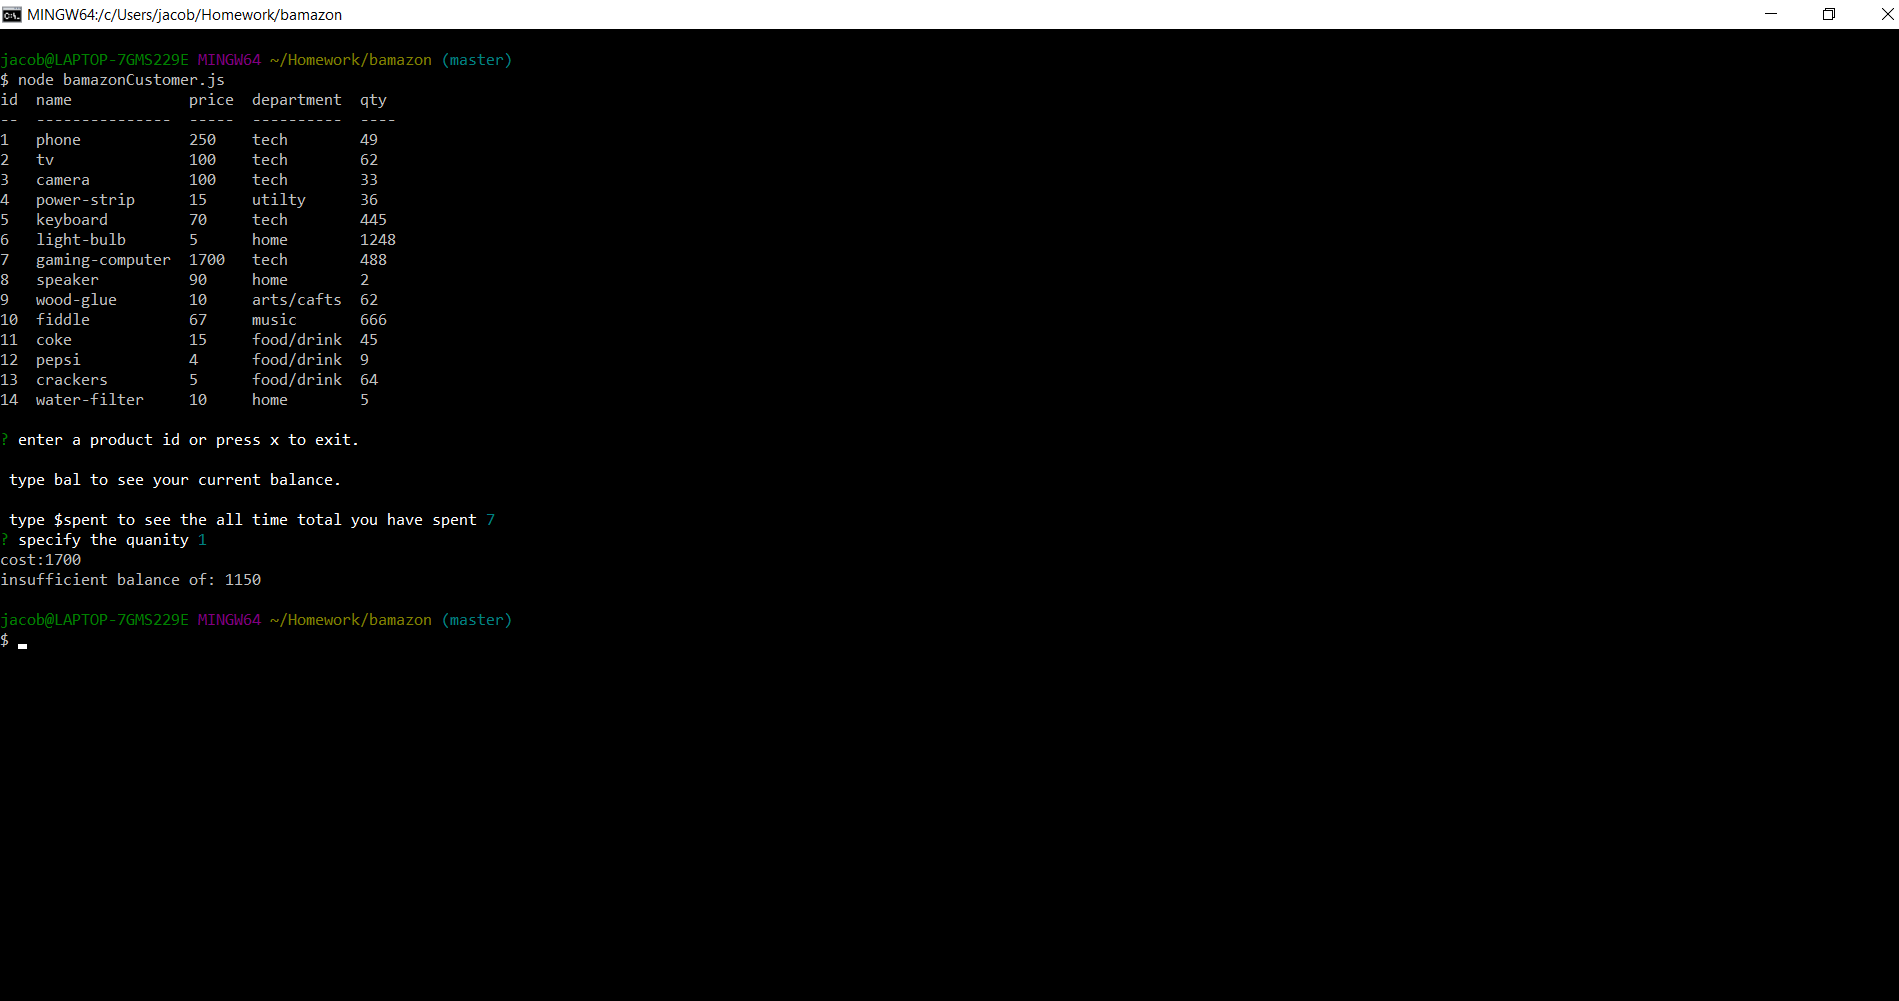 MINGW64:/c/Users/jacob/Homework/bamazon
jacob@LAPTOP-7GMS229E MINGW64 ~/Homework/bamazon (master)
$ node bamazonCustomer.js
id  name             price  department  qty
--  ---------------  -----  ----------  ----
1   phone            250    tech        49
2   tv               100    tech        62
3   camera           100    tech        33
4   power-strip      15     utilty      36
5   keyboard         70     tech        445
6   light-bulb       5      home        1248
7   gaming-computer  1700   tech        488
8   speaker          90     home        2
9   wood-glue        10     arts/cafts  62
10  fiddle           67     music       666
11  coke             15     food/drink  45
12  pepsi            4      food/drink  9
13  crackers         5      food/drink  64
14  water-filter     10     home        5
? enter a product id or press x to exit.
type bal to see your current balance.
type $spent to see the all time total you have spent 7
? specify the quanity 1
cost:1700
insufficient balance of: 1150
jacob@LAPTOP-7GMS229E MINGW64 ~/Homework/bamazon (master)
$